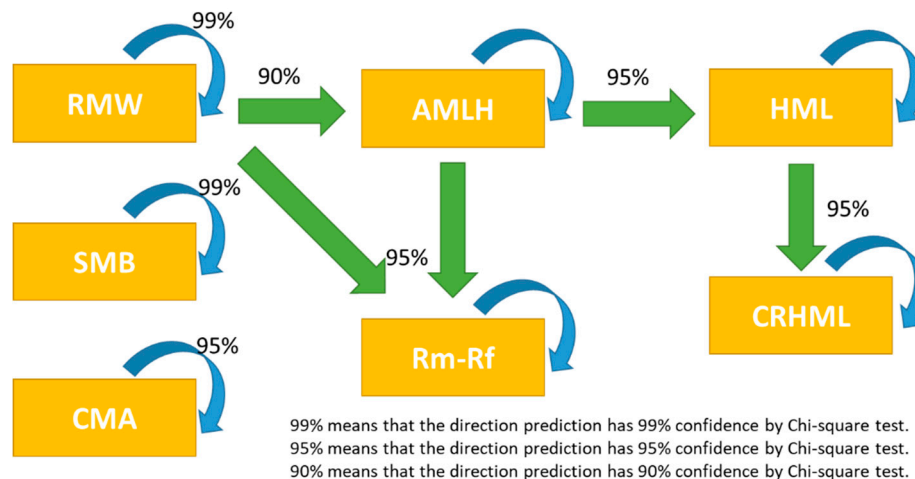 99%
RMW
90%
AMLH
95%
HML
99%
SMB
95%
95%
CRHML
Rm-Rf
95%
CMA
99% means that the direction prediction has 99% confidence by Chi-square test.
95% means that the direction prediction has 95% confidence by Chi-square test.
90% means that the direction prediction has 90% confidence by Chi-square test.